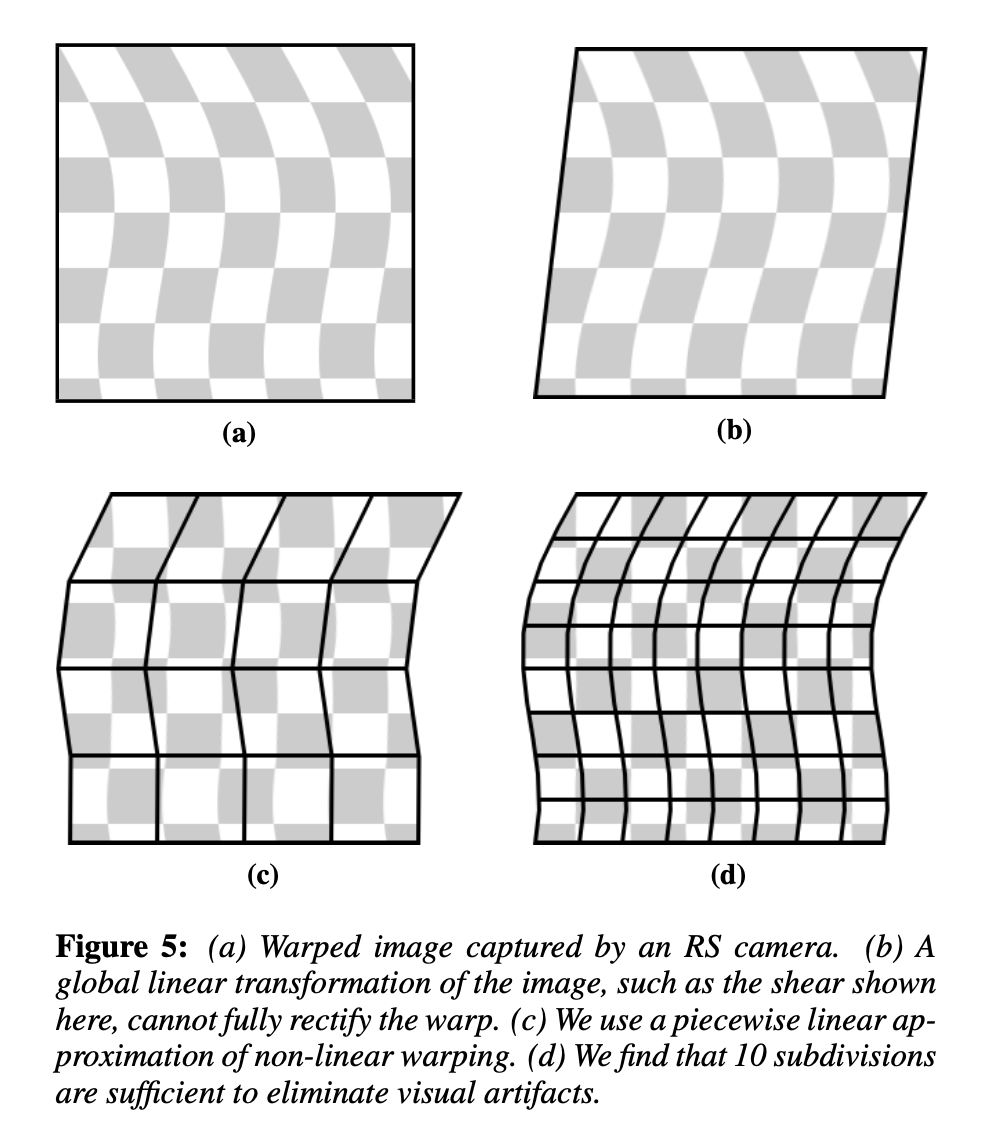 (a)
(b)
(c)
(d)
Figure 5: (a) Warped image captured by an RS camera. (b) A
global linear transformation of the image, such as the shear shown
here, cannot fully rectify the warp. (c) We use a piecewise linear ap-
proximation of non-linear warping. (d) We find that 10 subdivisions
are sufficient to eliminate visual artifacts.